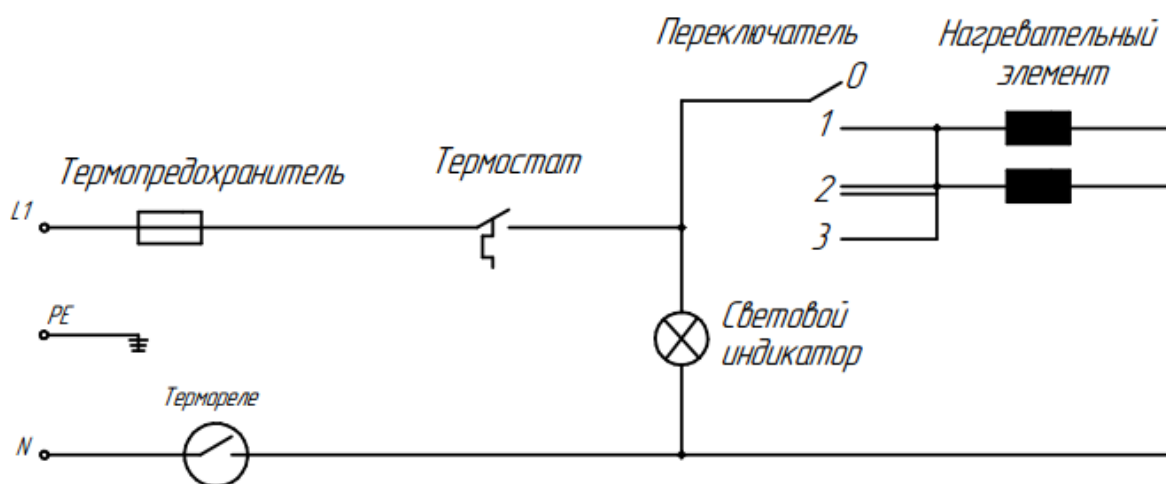 Переключатель
Нагревательный
элемент
0
1
Термопредохранитель
Термостат
2
L1
3
PE
Световой
индикатор
Термореле
N